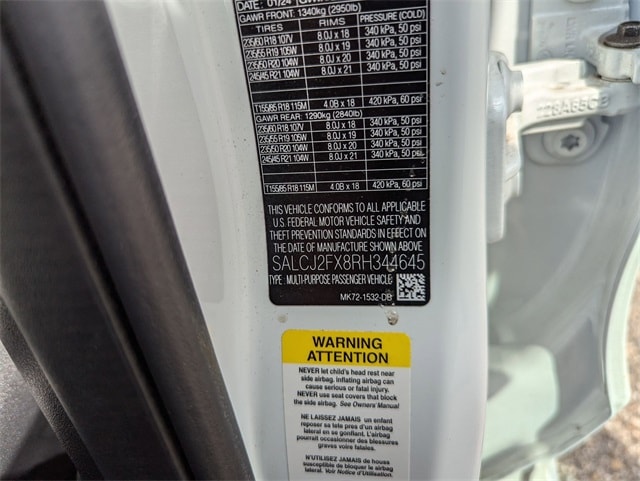 DATE: 01/24
GAWR FRONT: 1340kg (2950lb)
TIRES RIMS PRESSURE (COLD)
235/60 R18 107V 8.0J x 18 340 kPa, 50 psi
235/55 R19 105W 8.0J x 19 340 kPa, 50 psi
235/50 R20 104W 8.0J x 20 340 kPa, 50 psi
245/45 R21 104W 8.0J x 21 340 kPa, 50 psi
T155/85 R18 115M 4.0B x 18 420 kPa, 60 psi
GAWR REAR: 1290kg (2840lb)
235/60 R18 107V 8.0J x 18 340 kPa, 50 psi
235/55 R19 105W 8.0J x 19 340 kPa, 50 psi
235/50 R20 104W 8.0J x 20 340 kPa, 50 psi
245/45 R21 104W 8.0J x 21 340 kPa, 50 psi
T155/85 R18 115M 4.0B x 18 420 kPa, 60 psi
THIS VEHICLE CONFORMS TO ALL APPLICABLE
U.S. FEDERAL MOTOR VEHICLE SAFETY AND
THEFT PREVENTION STANDARDS IN EFFECT ON
THE DATE OF MANUFACTURE SHOWN ABOVE
SALCJ2FX8RH344645
TYPE: MULTI-PURPOSE PASSENGER VEHICLE
MK72-1532-DB
WARNING
ATTENTION
NEVER let child's head rest near
side airbag. Inflating airbag can
cause serious or fatal injury.
NEVER use seat covers that block
the side airbag. See Owners' Manual
NE LAISSEZ JAMAIS un enfant
reposer sa tete pres d'un airbag
lateral en se gonflant. L'airbag
pourrait occasionner des blessures
graves voire fatales.
N'UTILISEZ JAMAIS de housse
susceptible de bloquer le airbag
lateral. Voir Notice d'utilisation